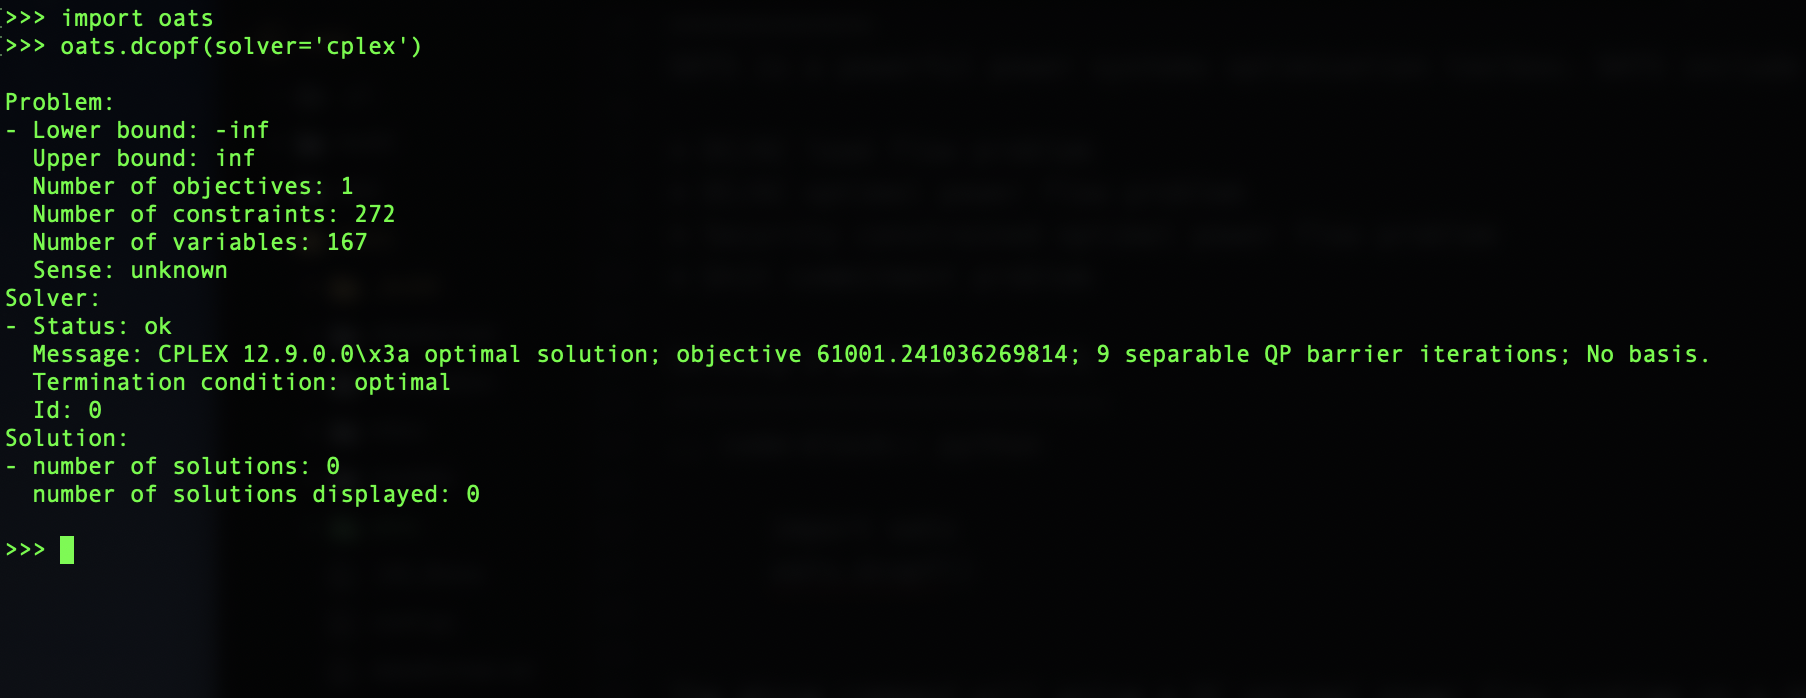 >>> import oats
>>> oats.dcopf(solver='cplex')
Problem:
- Lower bound: -inf
  Upper bound: inf
  Number of objectives: 1
  Number of constraints: 272
  Number of variables: 167
  Sense: unknown
Solver:
- Status: ok
  Message: CPLEX 12.9.0.0\x3a optimal solution; objective 61001.241036269814; 9 separable QP barrier iterations; No basis.
  Termination condition: optimal
  Id: 0
Solution:
- number of solutions: 0
  number of solutions displayed: 0
>>>